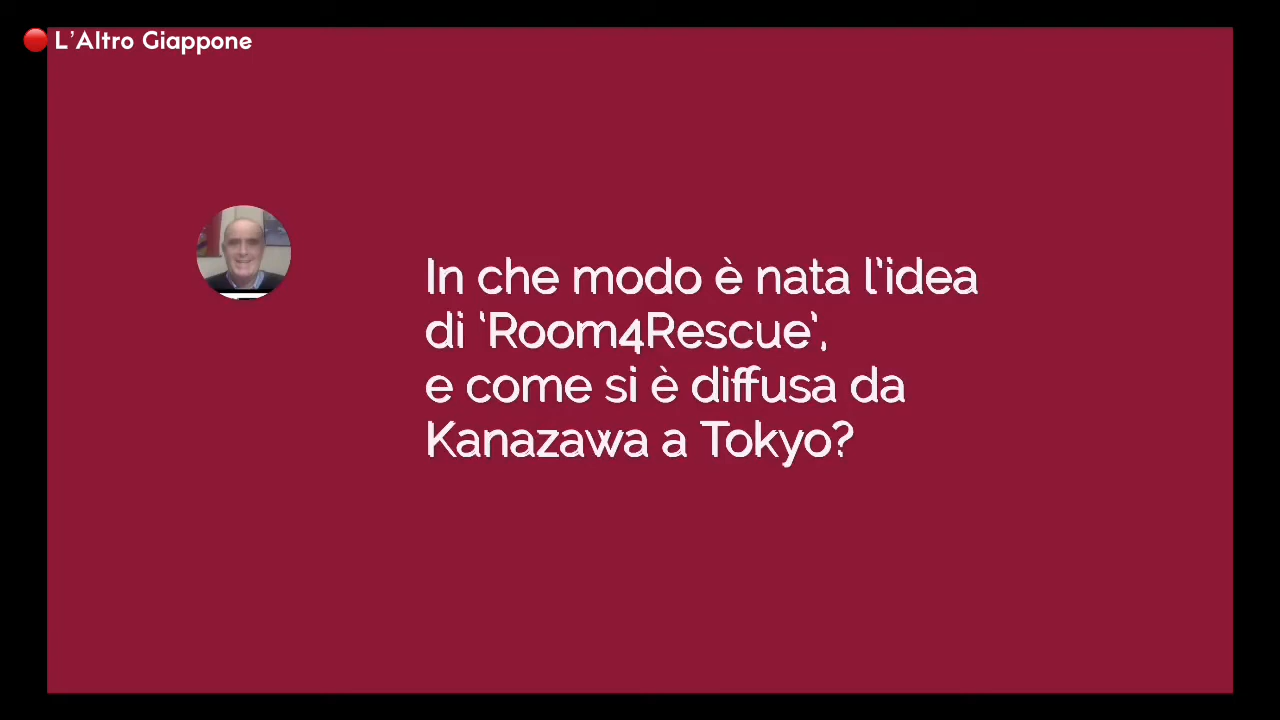 L'Altro Giappone
In che modo è nata l'idea
di 'Room4Rescue',
e come si è diffusa da
Kanazawa a Tokyo?